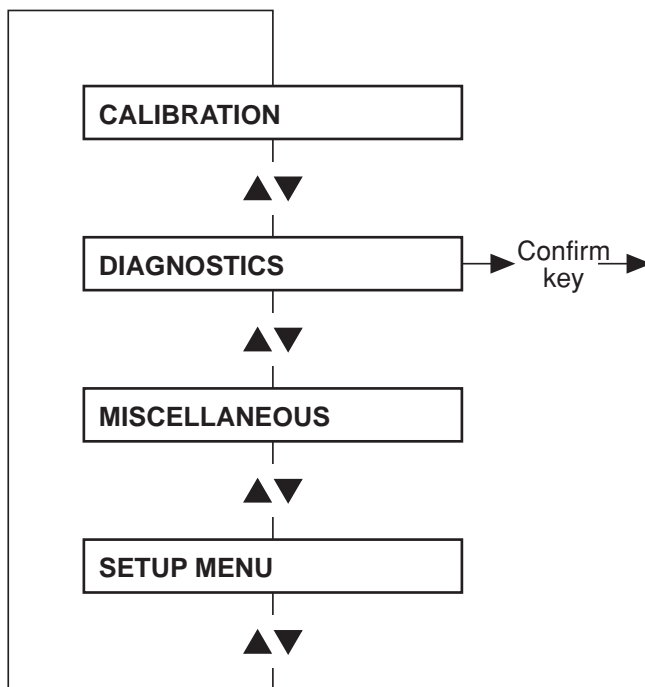 CALIBRATION
DIAGNOSTICS
Confirm
key
MISCELLANEOUS
SETUP MENU